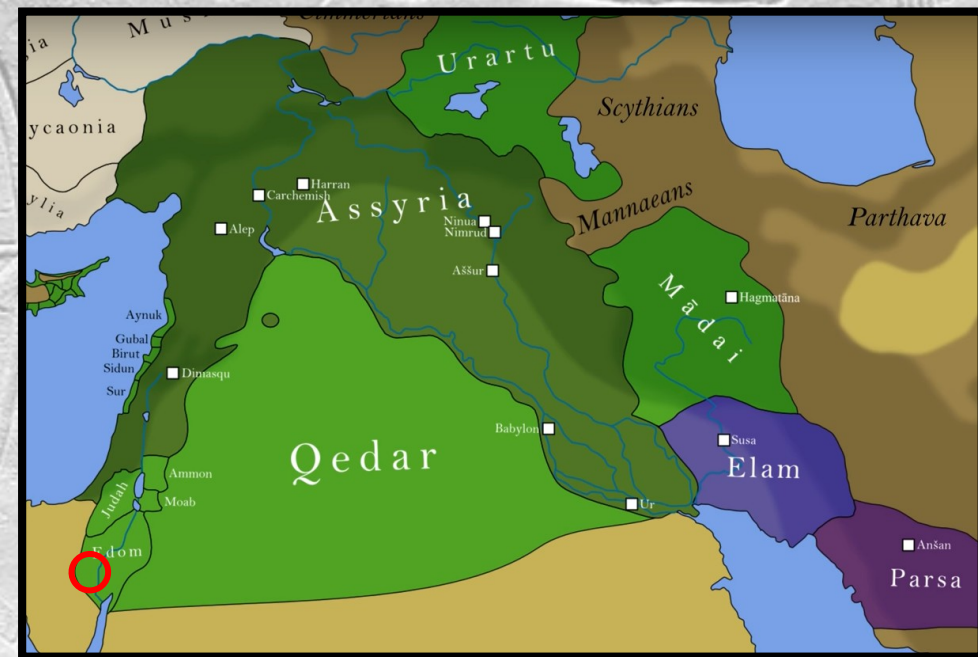 Mus
Cimmerians
ia
Urartu
Scythians
ycaonia
Harran
Carchemish
Assyria
Mannaeans
Parthava
ylia
Ninua
Nimrud
Alep
Aššur
Mādai
Hagmatāna
Aynuk
Gubal
Birut
Sidun
Sur
Dimasqu
Babylon
Qedar
Susa
Elam
Ammon
Judah
Moab
Ur
Edom
Anšan
Parsa